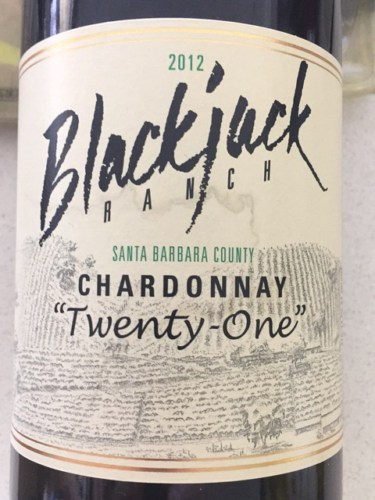 2012
Blackjack
RANCH
SANTA BARBARA COUNTY
CHARDONNAY
"Twenty-One"